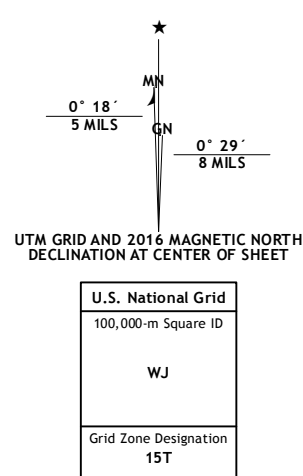 MN
0° 18´
5 MILS
GN
0° 29´
8 MILS
UTM GRID AND 2016 MAGNETIC NORTH
DECLINATION AT CENTER OF SHEET
U.S. National Grid
100,000-m Square ID
WJ
Grid Zone Designation
15T